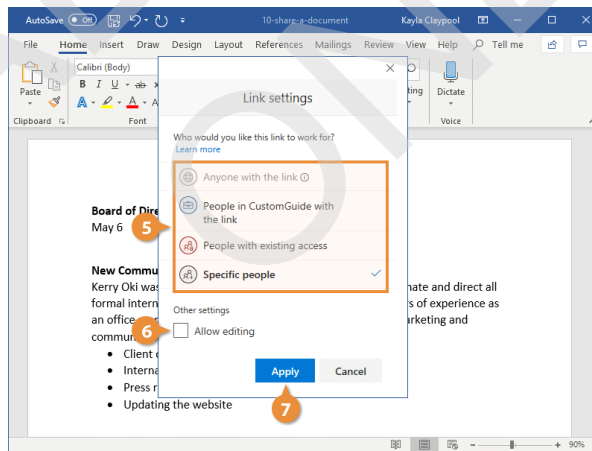 AutoSave On 10-share-a-document Kayla Claypool
File Home Insert Draw Design Layout References Mailings Review View Help Tell me
Calibri (Body)
Paste
B I U ab
A A
Dictate
Clipboard Font Voice
Link settings
Who would you like this link to work for?
Learn more
Anyone with the link
People in CustomGuide with
the link
People with existing access
Specific people
Other settings
Allow editing
Apply Cancel
5
6
7
Board of Dire
May 6
New Commu
Kerry Oki was nate and direct all
formal intern rs of experience as
an office arketing and
commun
• Client
• Interna
• Press r
• Updating the website
90%